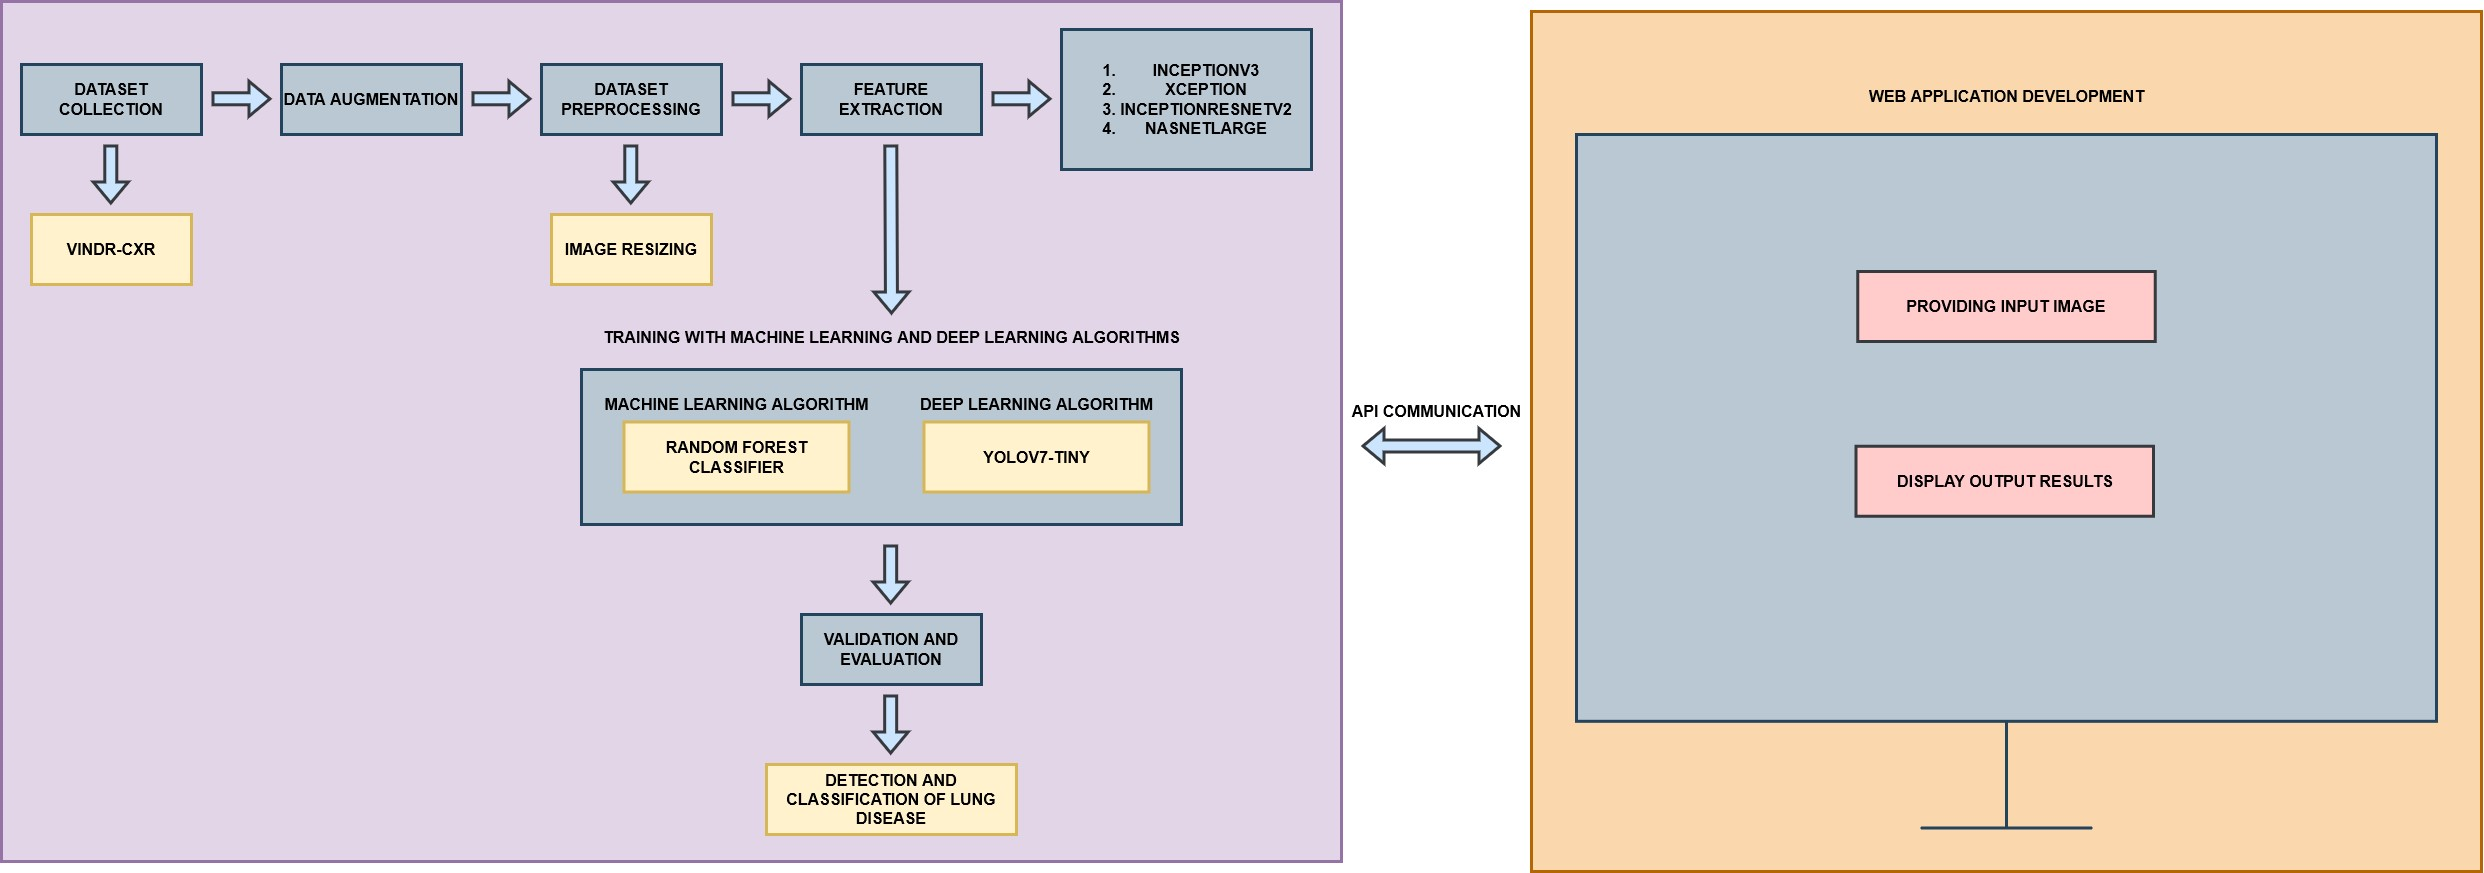 DATASET
COLLECTION
DATA AUGMENTATION
DATASET
PREPROCESSING
FEATURE
EXTRACTION
1. INCEPTIONV3
2. XCEPTION
3. INCEPTIONRESNETV2
4. NASNETLARGE
VINDR-CXR
IMAGE RESIZING
TRAINING WITH MACHINE LEARNING AND DEEP LEARNING ALGORITHMS
MACHINE LEARNING ALGORITHM
RANDOM FOREST
CLASSIFIER
DEEP LEARNING ALGORITHM
YOLOV7-TINY
VALIDATION AND
EVALUATION
DETECTION AND
CLASSIFICATION OF LUNG
DISEASE
API COMMUNICATION
WEB APPLICATION DEVELOPMENT
PROVIDING INPUT IMAGE
DISPLAY OUTPUT RESULTS